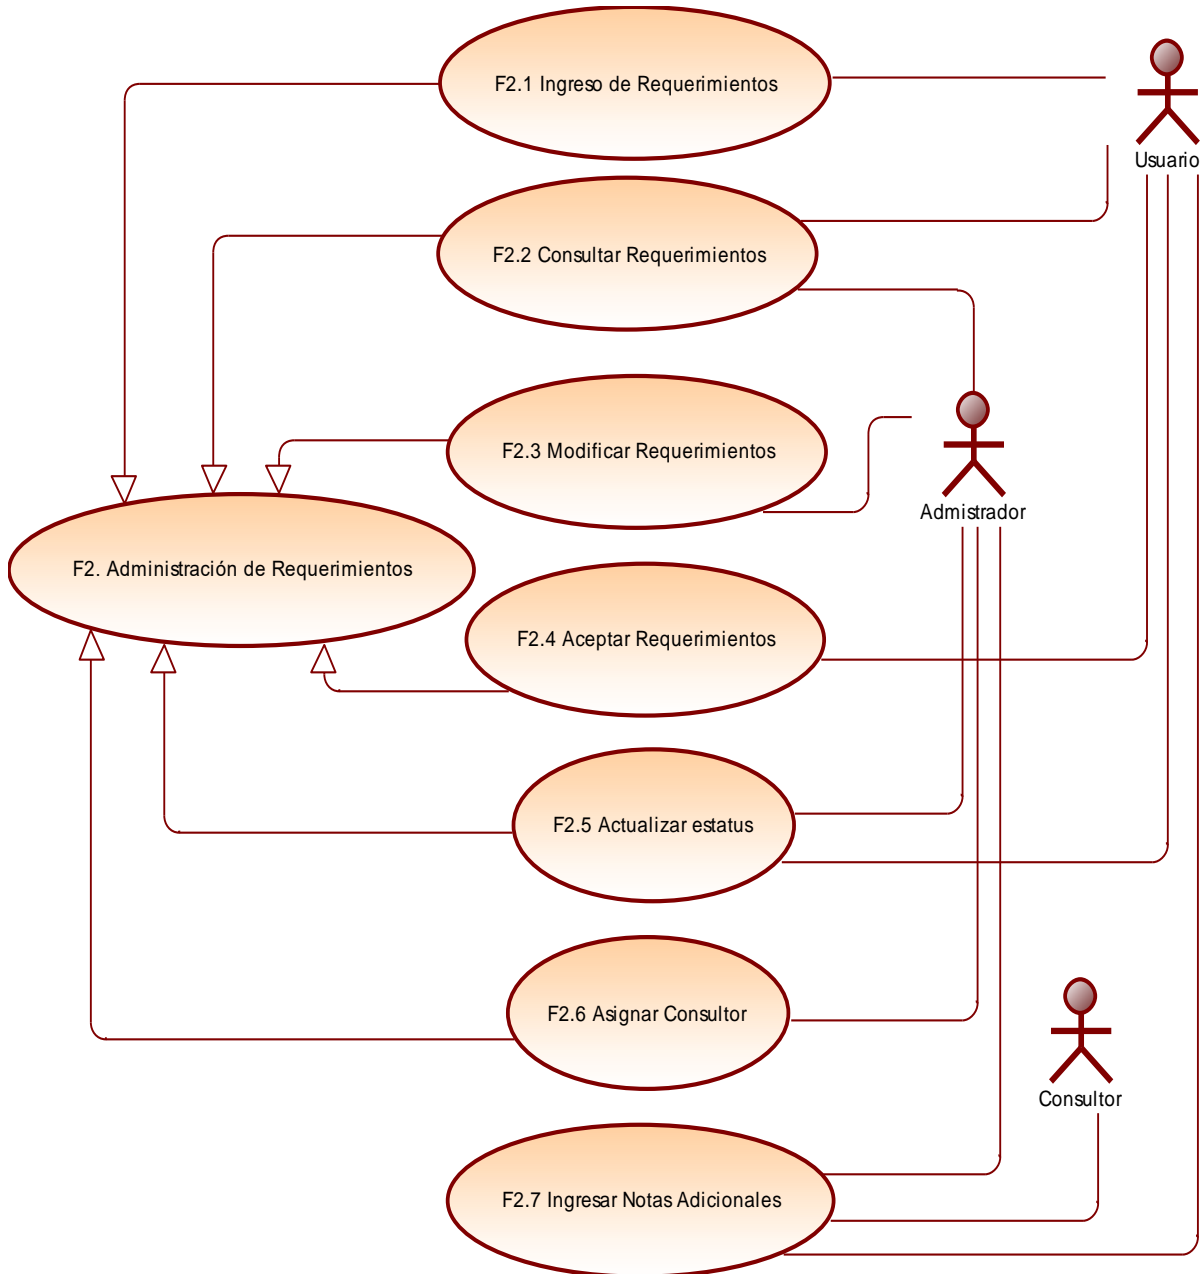 F2.1 Ingreso de Requerimientos
Usuario
F2.2 Consultar Requerimientos
F2.3 Modificar Requerimientos
Admistrador
F2. Administración de Requerimientos
F2.4 Aceptar Requerimientos
F2.5 Actualizar estatus
F2.6 Asignar Consultor
Consultor
F2.7 Ingresar Notas Adicionales